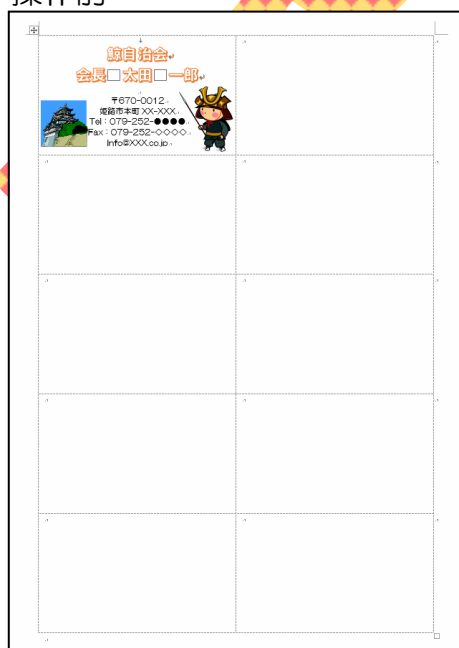 操作前
鯨自治会
会長□太田□一郎
〒670-0012
姫路市本町 XX-XXX
Tel：079-252-●●●●
Fax：079-252-◇◇◇◇
Info@XXX.co.jp